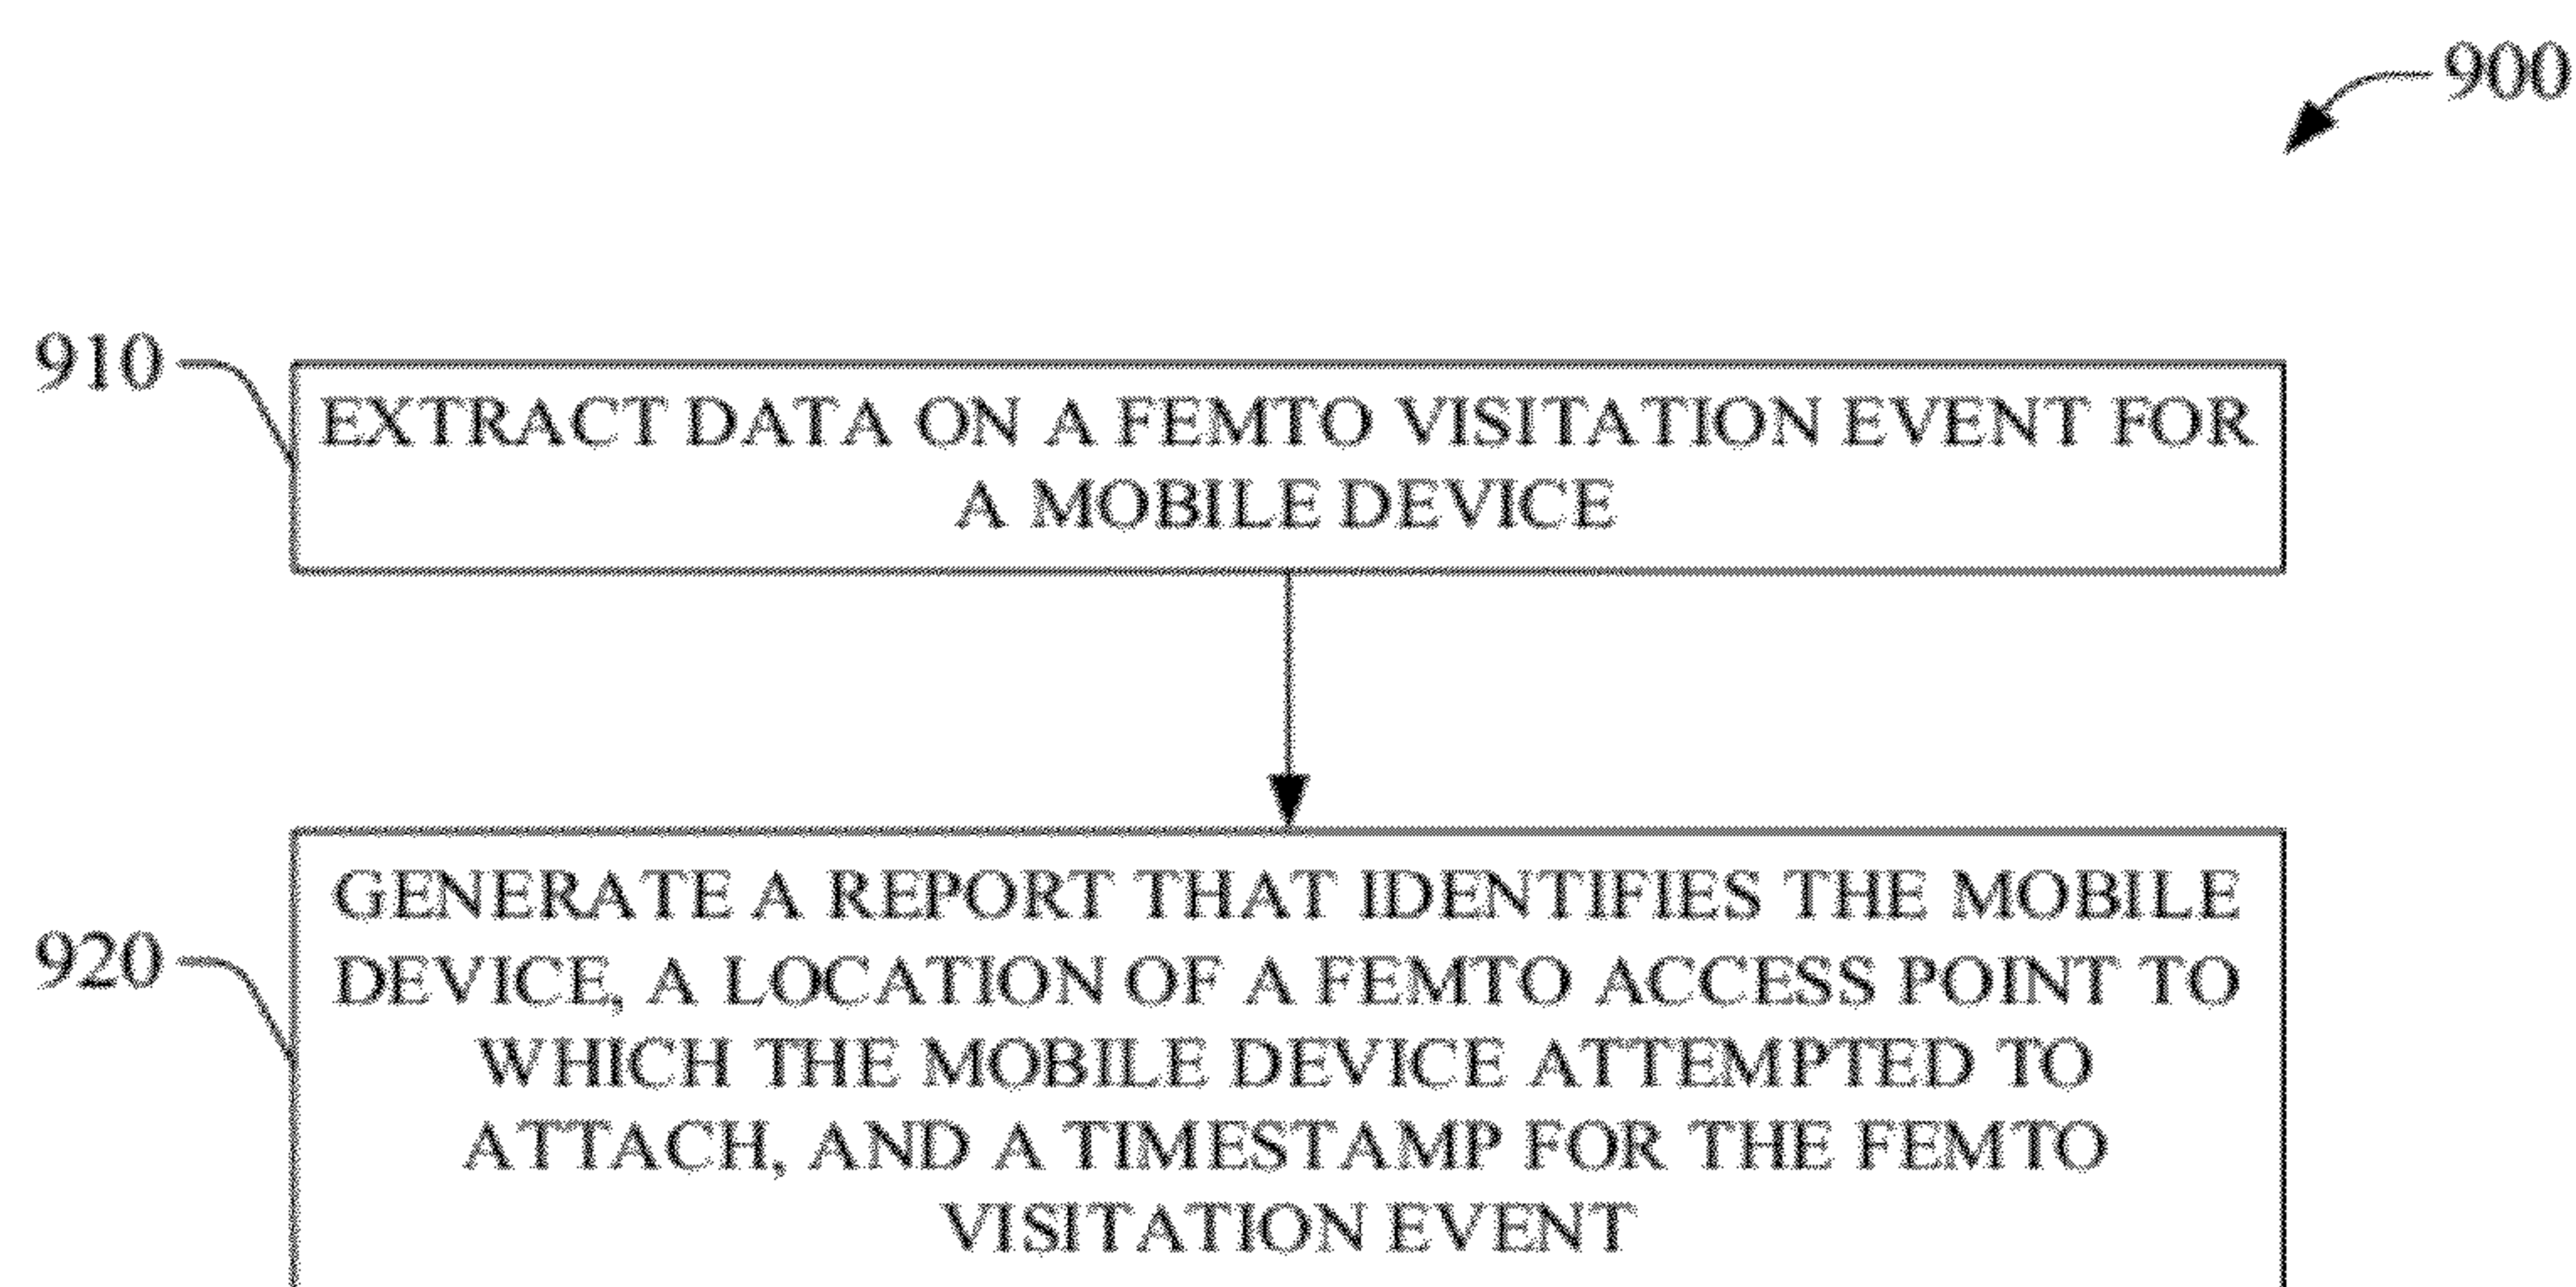 900
910
EXTRACT DATA ON A FEMTO VISITATION EVENT FOR
A MOBILE DEVICE
920
GENERATE A REPORT THAT IDENTIFIES THE MOBILE
DEVICE, A LOCATION OF A FEMTO ACCESS POINT TO
WHICH THE MOBILE DEVICE ATTEMPTED TO
ATTACH, AND A TIMESTAMP FOR THE FEMTO
VISITATION EVENT